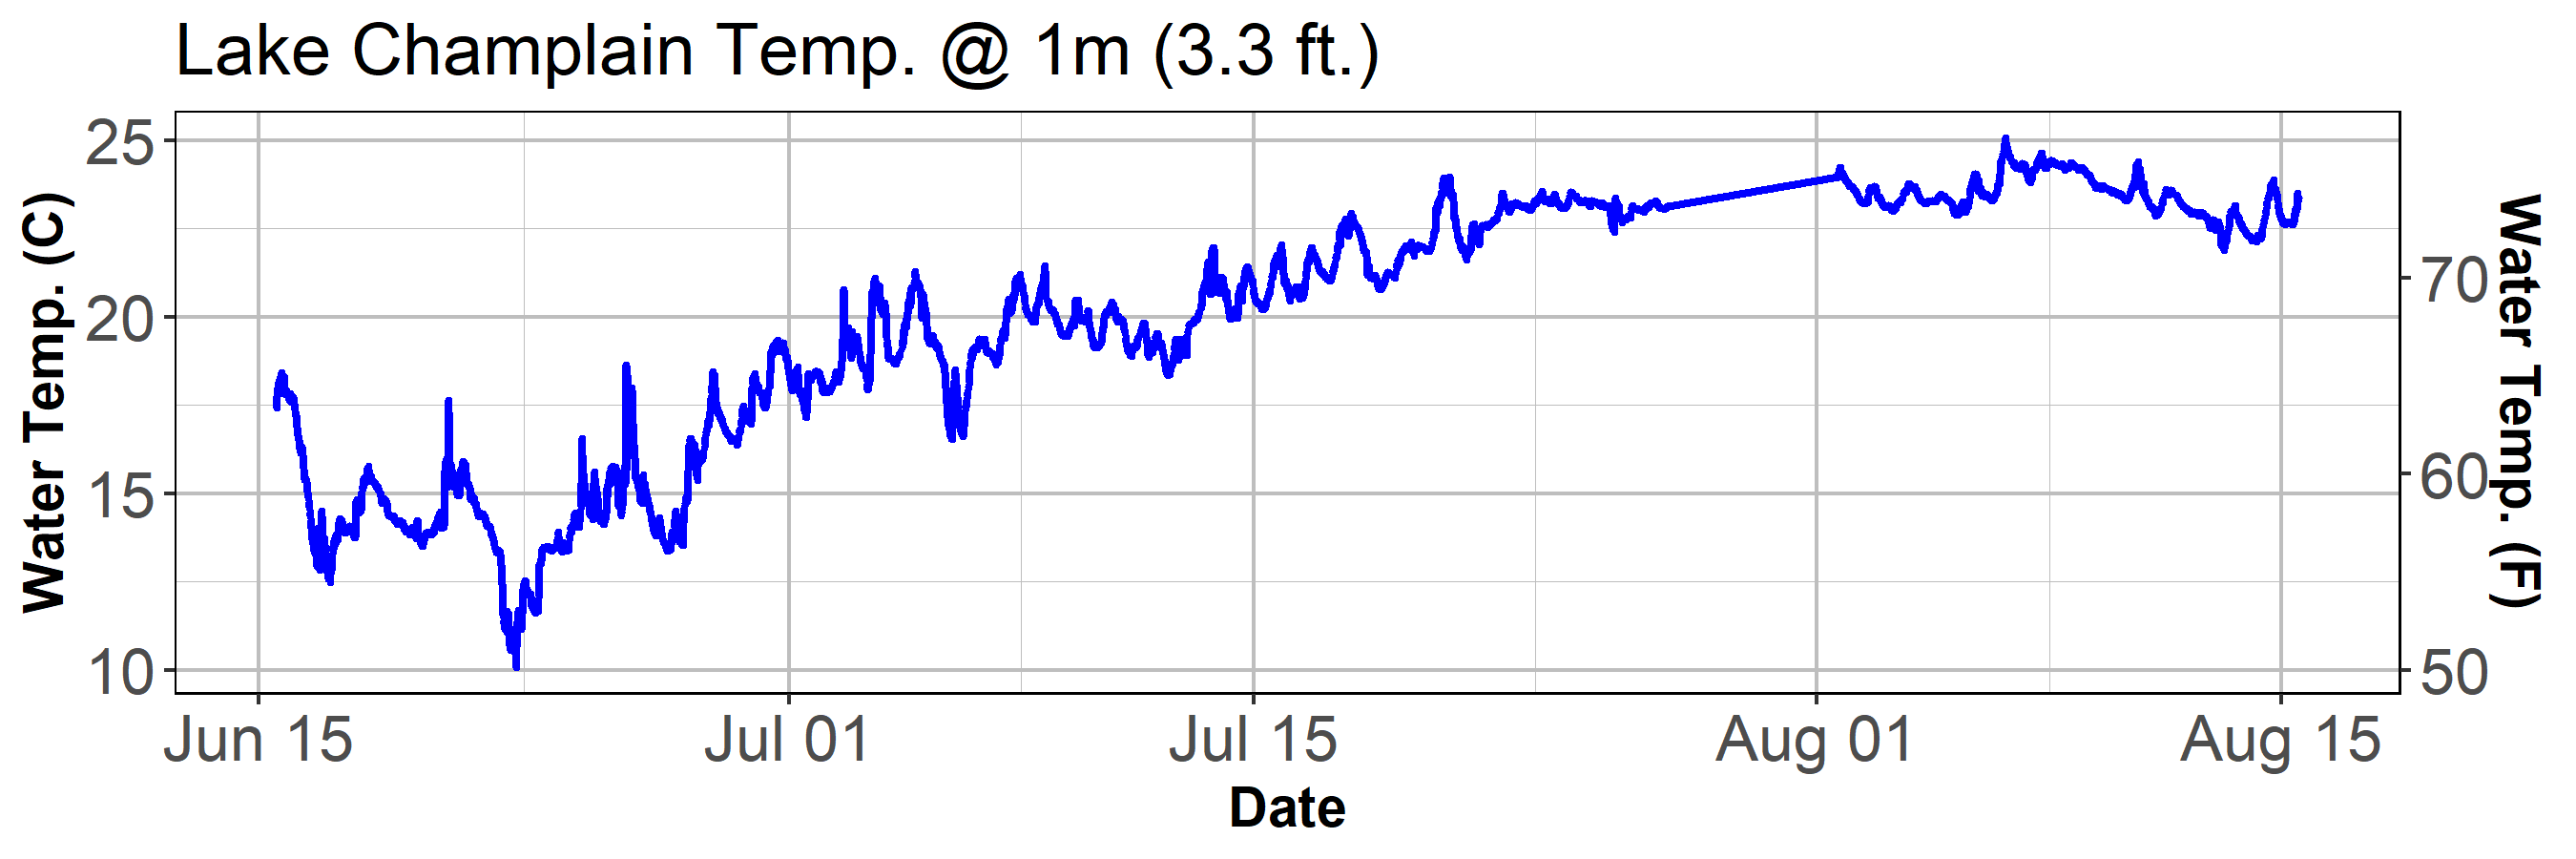 Lake Champlain Temp. @ 1m (3.3 ft.)
Water Temp. (C)
25
20
15
10
70
60
50
Water Temp. (F)
Jun 15
Jul 01
Jul 15
Aug 01
Aug 15
Date